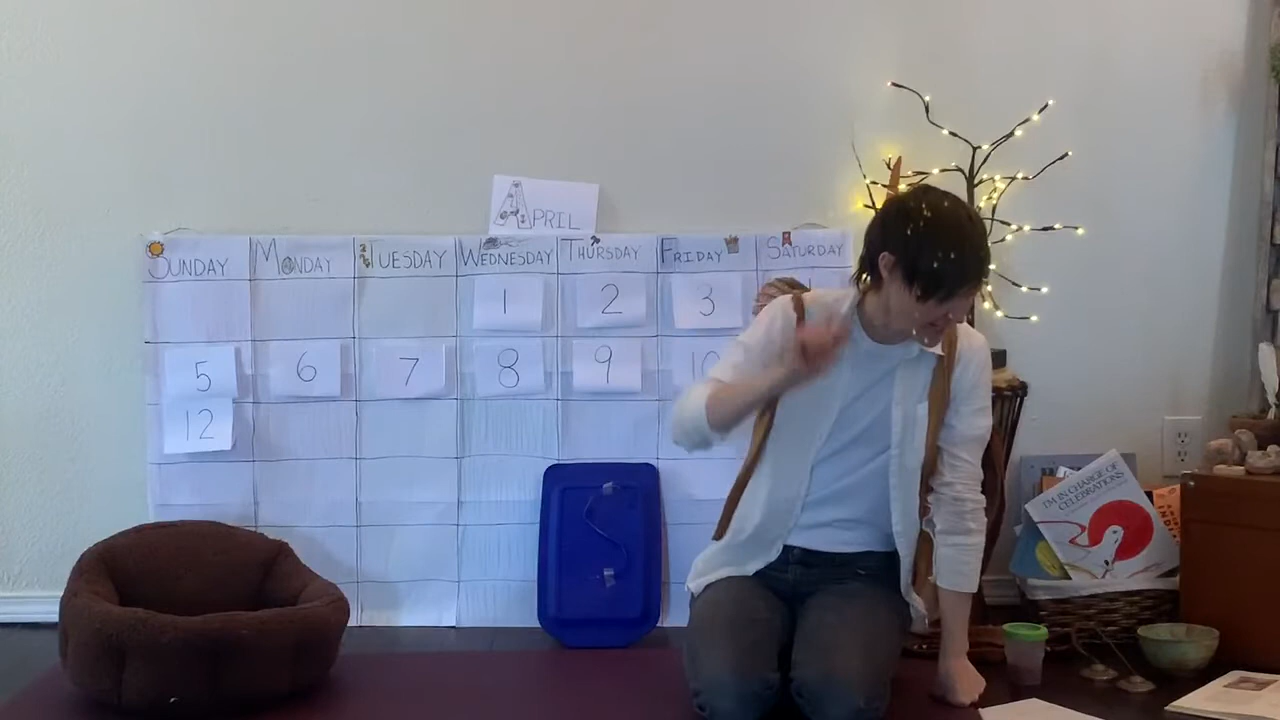 APRIL
SUNDAY MONDAY TUESDAY WEDNESDAY THURSDAY FRIDAY SATURDAY
1 2 3
5 6 7 8 9 10
12
I'M IN CHARGE OF
CELEBRATIONS